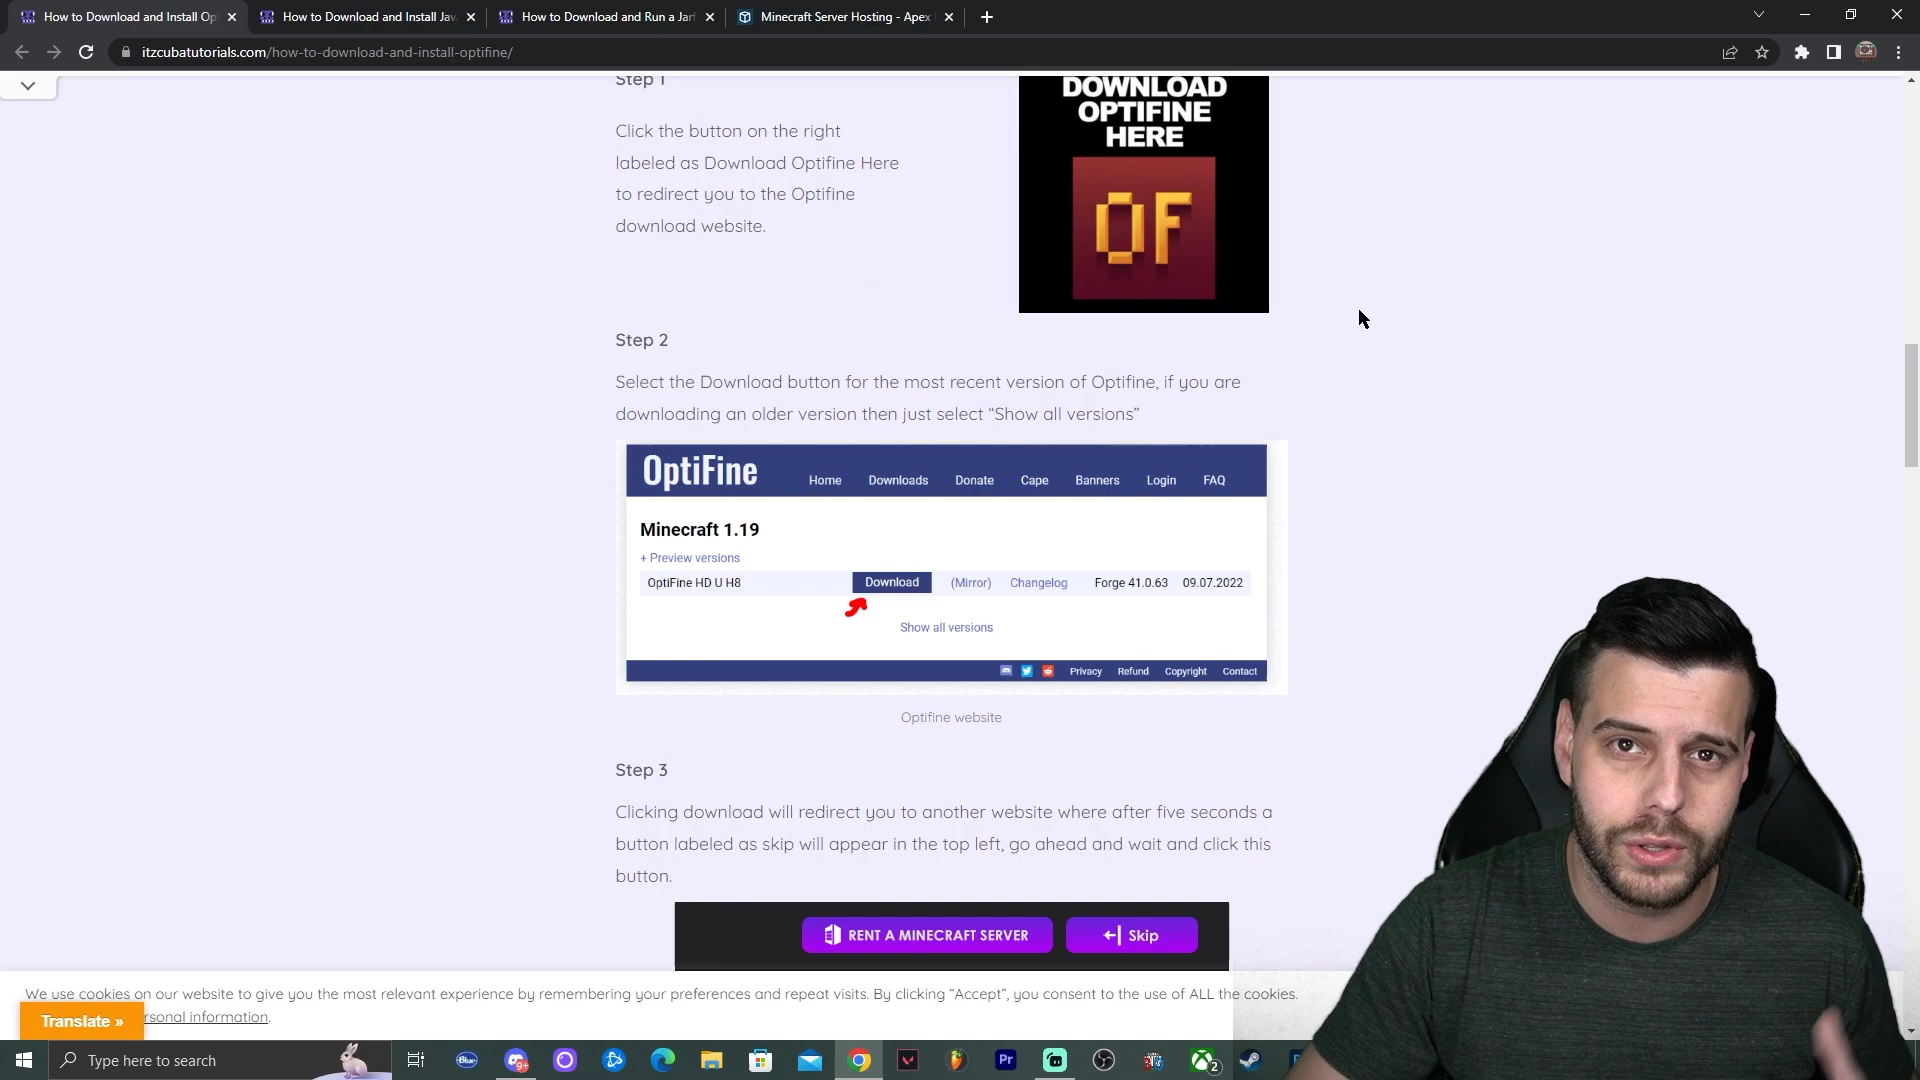 How to Download and Install Op
How to Download and Install Jav
How to Download and Run a Jarf
Minecraft Server Hosting - Apex
itzcubatutorials.com/how-to-download-and-install-optifine/
Step 1
Click the button on the right
labeled as Download Optifine Here
to redirect you to the Optifine
download website.
DOWNLOAD
OPTIFINE
HERE
OF
Step 2
Select the Download button for the most recent version of Optifine, if you are
downloading an older version then just select “Show all versions”
OptiFine
Home Downloads Donate Cape Banners Login FAQ
Minecraft 1.19
+ Preview versions
OptiFine HD U H8 Download (Mirror) Changelog Forge 41.0.63 09.07.2022
Show all versions
Privacy Refund Copyright Contact
Optifine website
Step 3
Clicking download will redirect you to another website where after five seconds a
button labeled as skip will appear in the top left, go ahead and wait and click this
button.
RENT A MINECRAFT SERVER
Skip
We use cookies on our website to give you the most relevant experience by remembering your preferences and repeat visits. By clicking “Accept”, you consent to the use of ALL the cookies.
Translate »
rsonal information.
Type here to search
Blue
9+
Pr
2